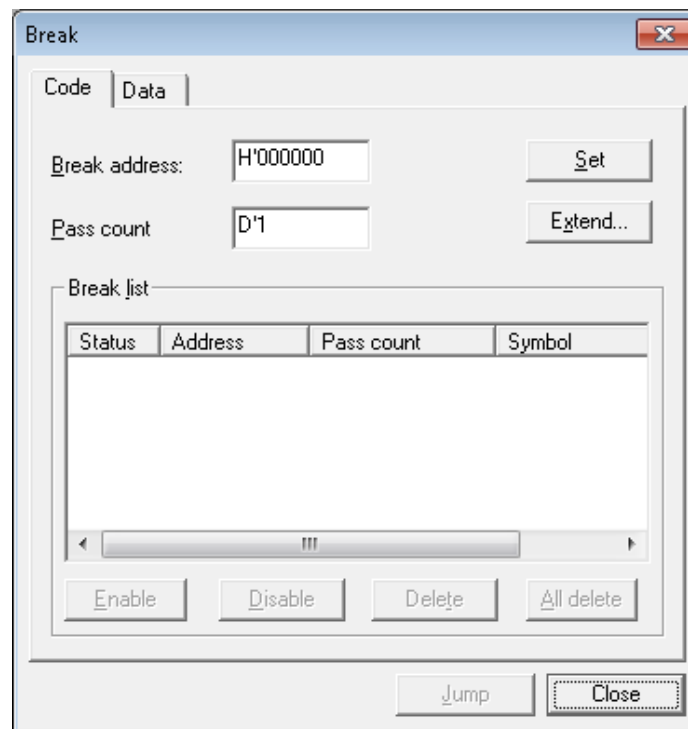 Break
Code Data
Break address: H'000000 Set
Pass count D'1 Extend...
Break list
Status Address Pass count Symbol
Enable Disable Delete All delete
Jump Close